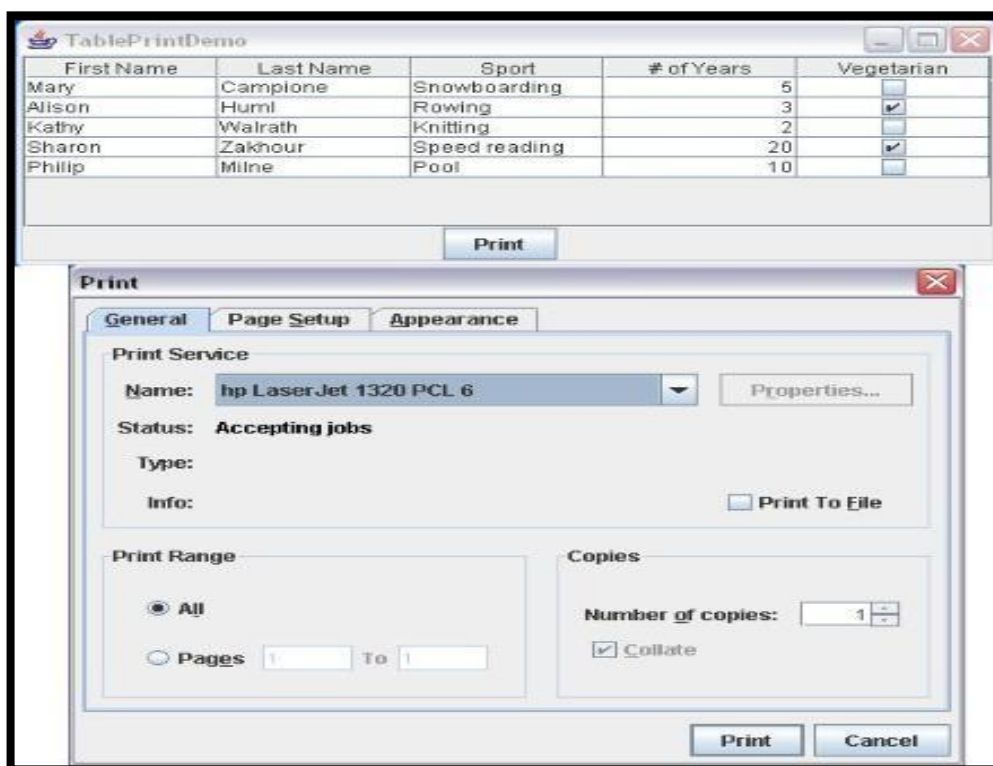 TablePrintDemo
First Name Last Name Sport # of Years Vegetarian
Mary Campione Snowboarding 5
Alison Huml Rowing 3
Kathy Walrath Knitting 2
Sharon Zakhour Speed reading 20
Philip Milne Pool 10
Print
Print
General Page Setup Appearance
Print Service
Name: hp LaserJet 1320 PCL 6 Properties...
Status: Accepting jobs
Type:
Info: Print To File
Print Range Copies
All Number of copies: 1
Pages 1 To 1 Collate
Print Cancel